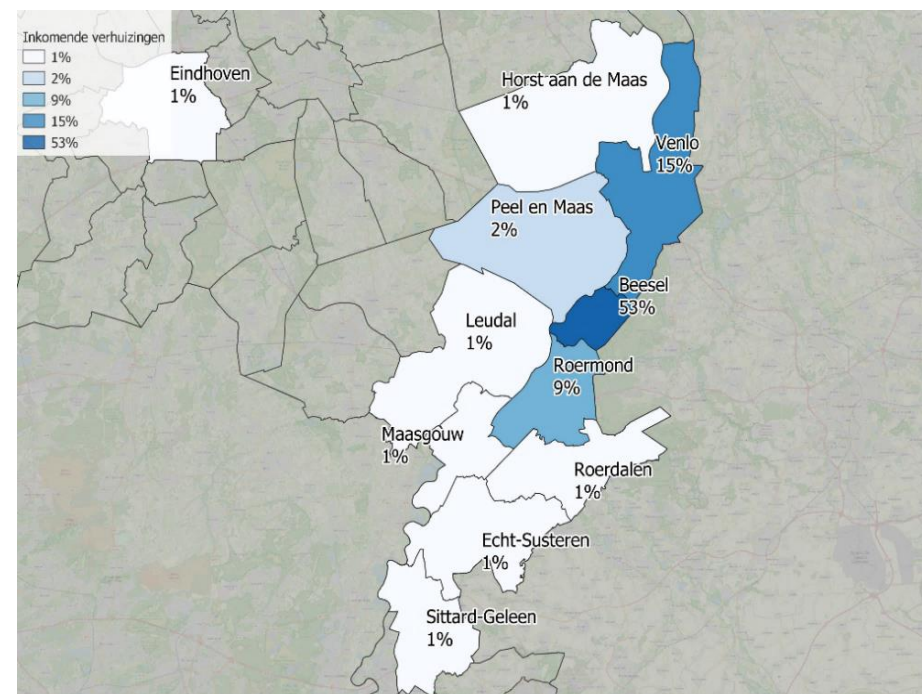 Inkomende verhuizingen
1%
2%
9%
15%
53%
Eindhoven
1%
Horst aan de Maas
1%
Venlo
15%
Peel en Maas
2%
Beesel
53%
Leudal
1%
Roermond
9%
Maasgouw
1%
Roerdalen
1%
Echt-Susteren
1%
Sittard-Geleen
1%